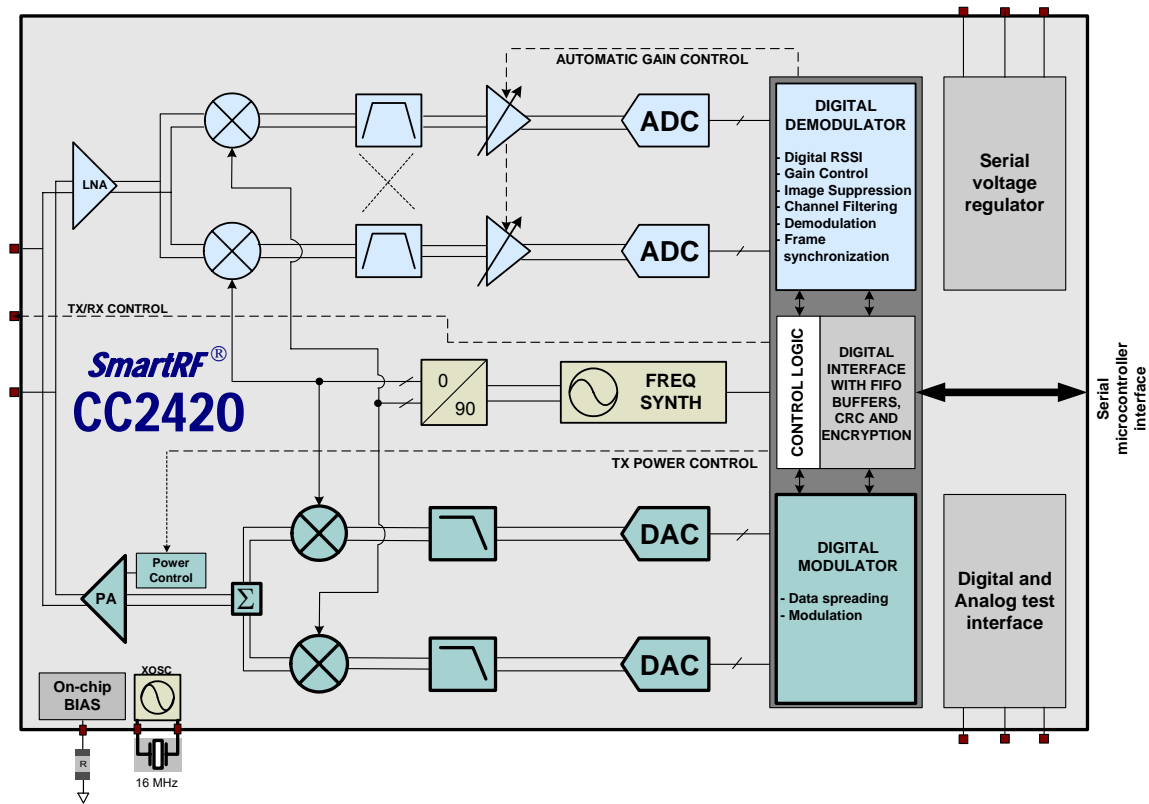 AUTOMATIC GAIN CONTROL
LNA
ADC
ADC
DIGITAL
DEMODULATOR
- Digital RSSI
- Gain Control
- Image Suppression
- Channel Filtering
- Demodulation
- Frame
synchronization
Serial
voltage
regulator
TX/RX CONTROL
SmartRF®
CC2420
0
90
FREQ
SYNTH
CONTROL LOGIC
DIGITAL
INTERFACE
WITH FIFO
BUFFERS,
CRC AND
ENCRYPTION
Serial
microcontroller
interface
TX POWER CONTROL
Power
Control
PA
Σ
DAC
DAC
DIGITAL
MODULATOR
- Data spreading
- Modulation
Digital and
Analog test
interface
On-chip
BIAS
XOSC
R
16 MHz